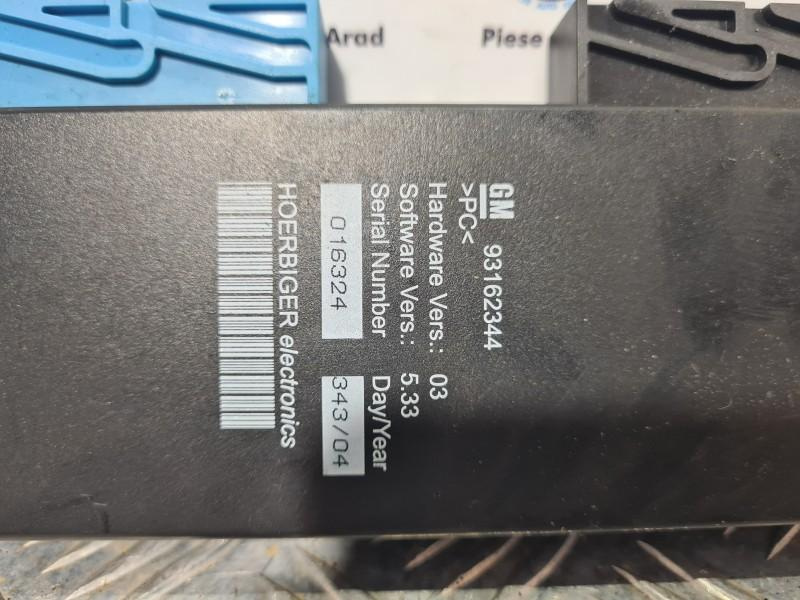 Arad Piese
GM 93162344
>PC<
Hardware Vers.: 03
Software Vers.: 5.33
Serial Number Day/Year
016324 343/04
HOERBIGER electronics